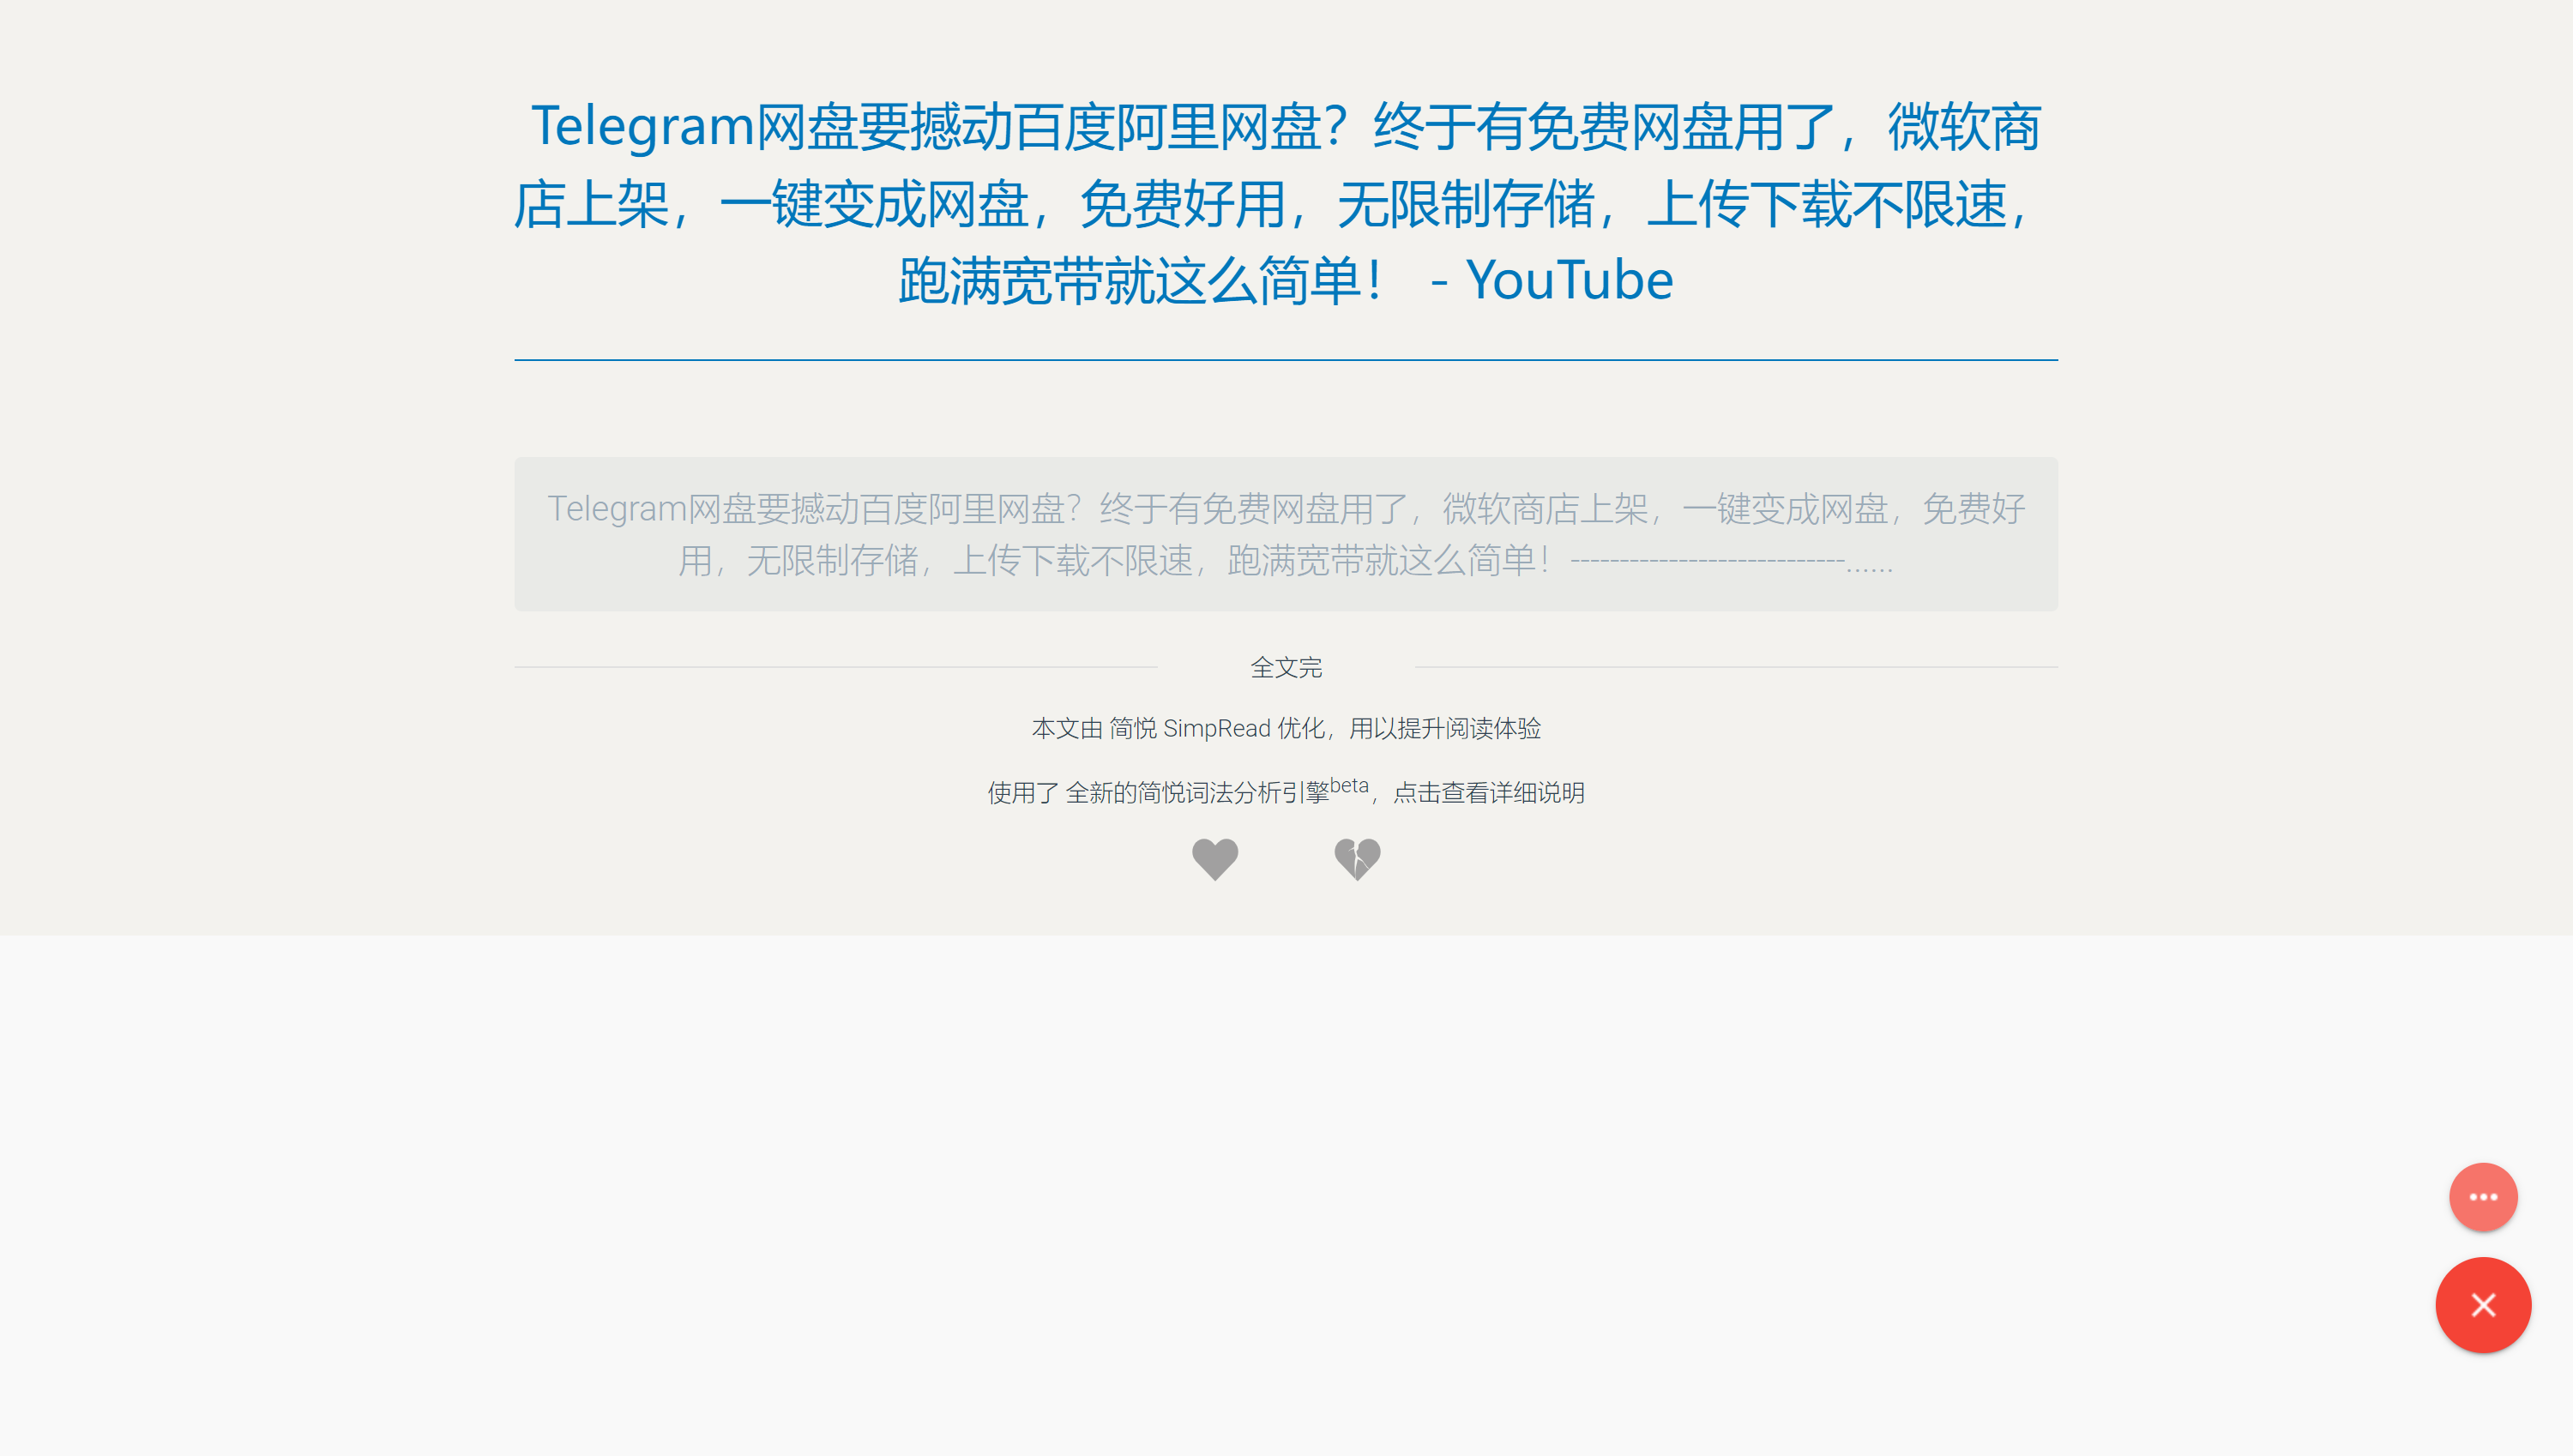 Telegram网盘要撼动百度阿里网盘？终于有免费网盘用了，微软商
店上架，一键变成网盘，免费好用，无限制存储，上传下载不限速，
跑满宽带就这么简单！ - YouTube
Telegram网盘要撼动百度阿里网盘？终于有免费网盘用了，微软商店上架，一键变成网盘，免费好
用，无限制存储，上传下载不限速，跑满宽带就这么简单！----------------------------......
全文完
本文由 简悦 SimpRead 优化，用以提升阅读体验
使用了 全新的简悦词法分析引擎beta，点击查看详细说明